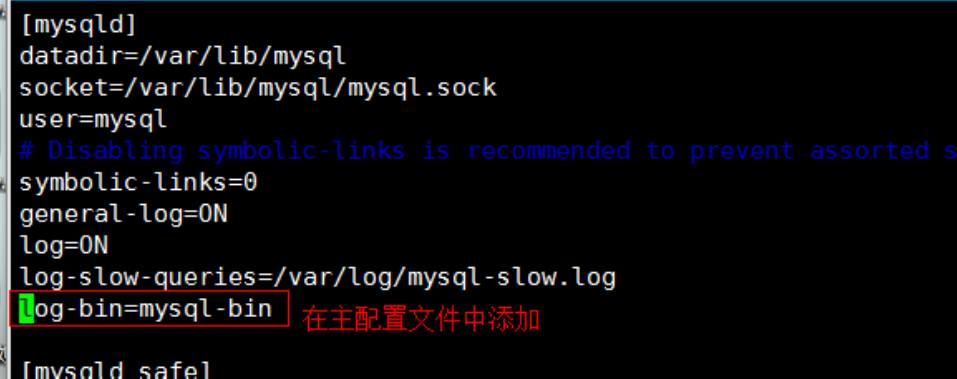 [mysqld]
datadir=/var/lib/mysql
socket=/var/lib/mysql/mysql.sock
user=mysql
# Disabling symbolic-links is recommended to prevent assorted s
symbolic-links=0
general-log=ON
log=ON
log-slow-queries=/var/log/mysql-slow.log
log-bin=mysql-bin 在主配置文件中添加
[mysqld_safe]